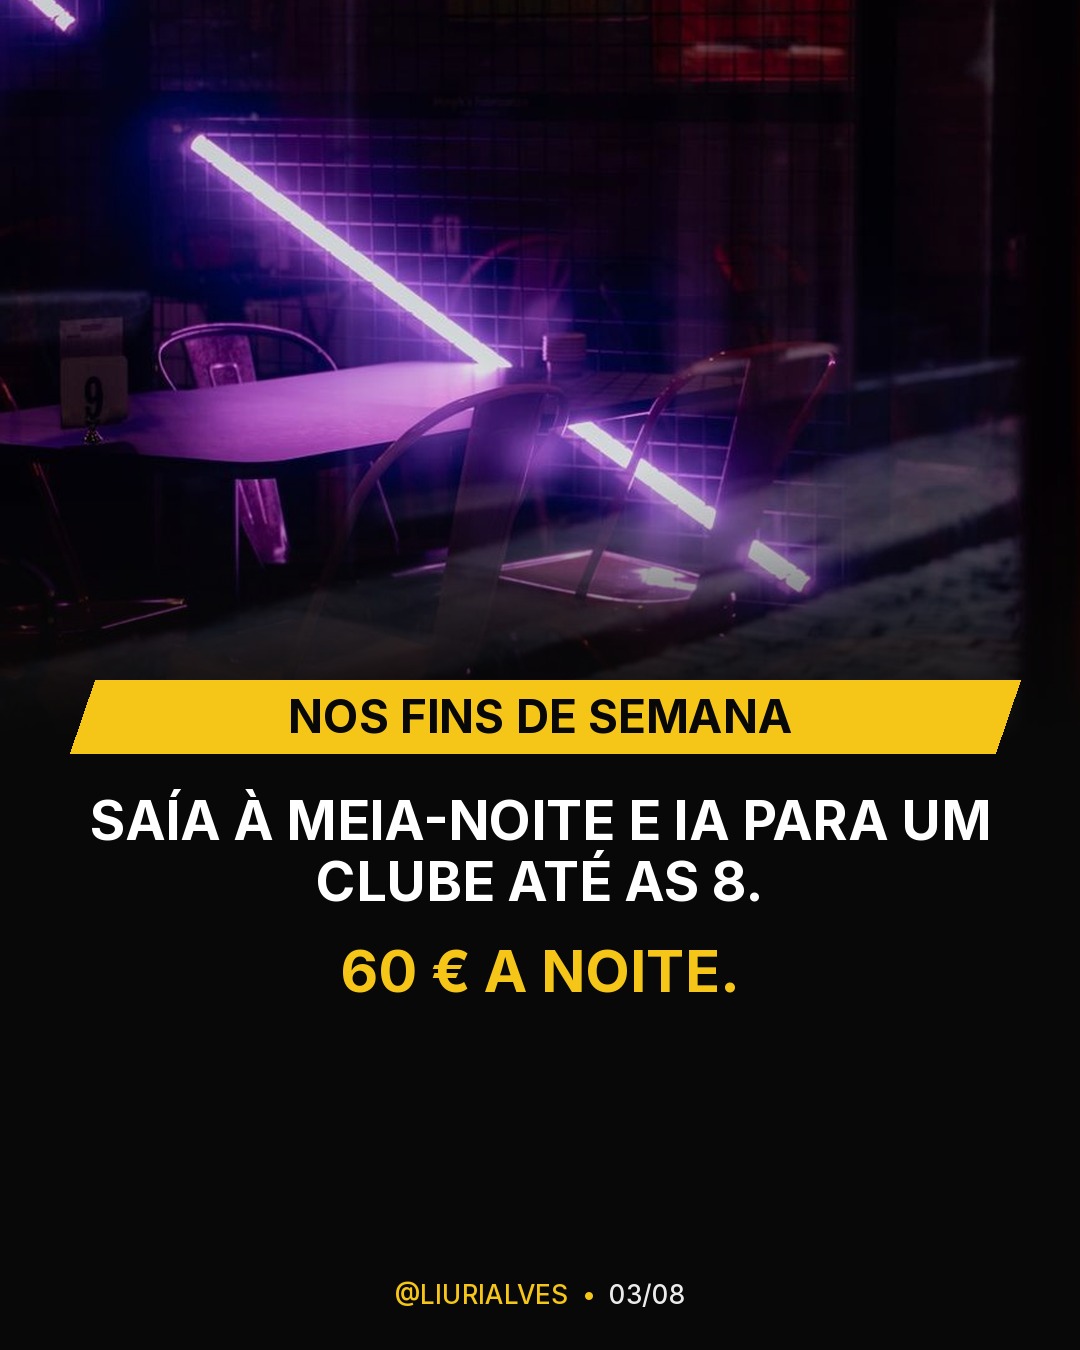 9
NOS FINS DE SEMANA
SAÍA À MEIA-NOITE E IA PARA UM
CLUBE ATÉ AS 8.
60 € A NOITE.
@LIURIALVES • 03/08